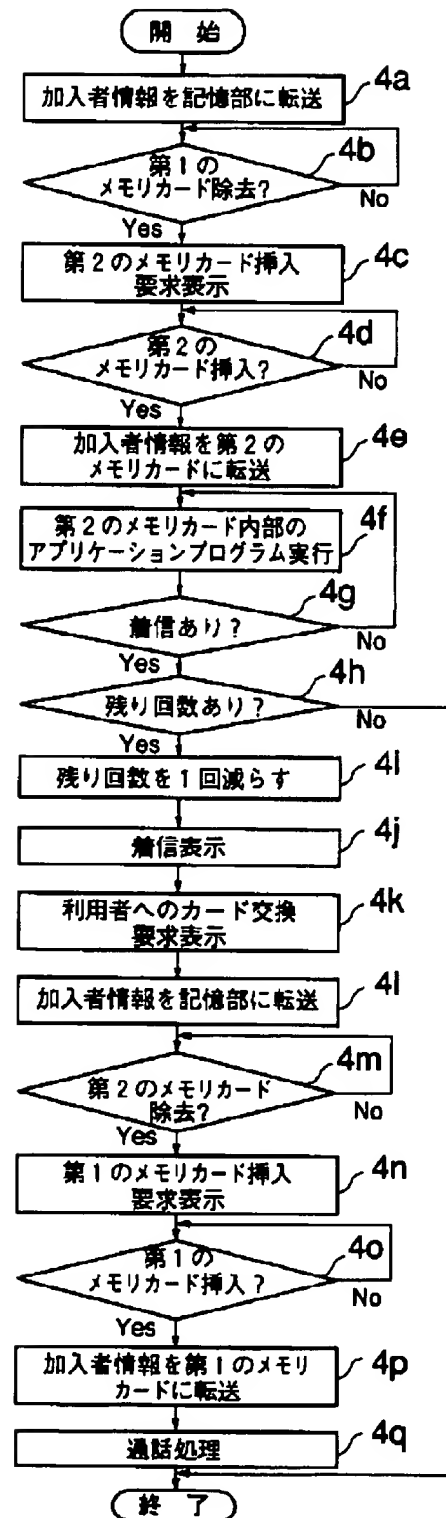 開 始
加入者情報を記憶部に転送
4a
第1の
メモリカード除去?
4b
No
Yes
第2のメモリカード挿入
要求表示
4c
第2の
メモリカード挿入?
4d
No
Yes
加入者情報を第2の
メモリカードに転送
4e
第2のメモリカード内部の
アプリケーションプログラム実行
4f
着信あり?
4g
No
Yes
残り回数あり?
4h
No
Yes
残り回数を1回減らす
4i
着信表示
4j
利用者へのカード交換
要求表示
4k
加入者情報を記憶部に転送
4l
第2のメモリカード
除去?
4m
No
Yes
第1のメモリカード挿入
要求表示
4n
第1の
メモリカード挿入?
4o
No
Yes
加入者情報を第1のメモリ
カードに転送
4p
通話処理
4q
終 了